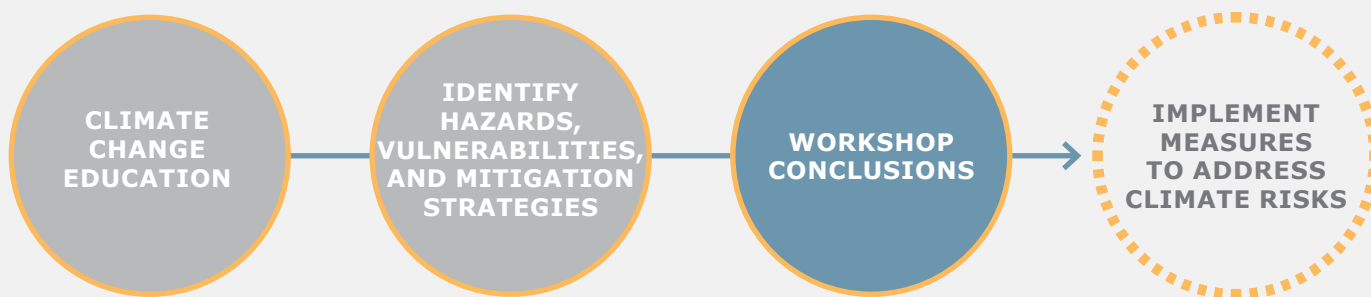 CLIMATE
CHANGE
EDUCATION
IDENTIFY
HAZARDS,
VULNERABILITIES,
AND MITIGATION
STRATEGIES
WORKSHOP
CONCLUSIONS
IMPLEMENT
MEASURES
TO ADDRESS
CLIMATE RISKS